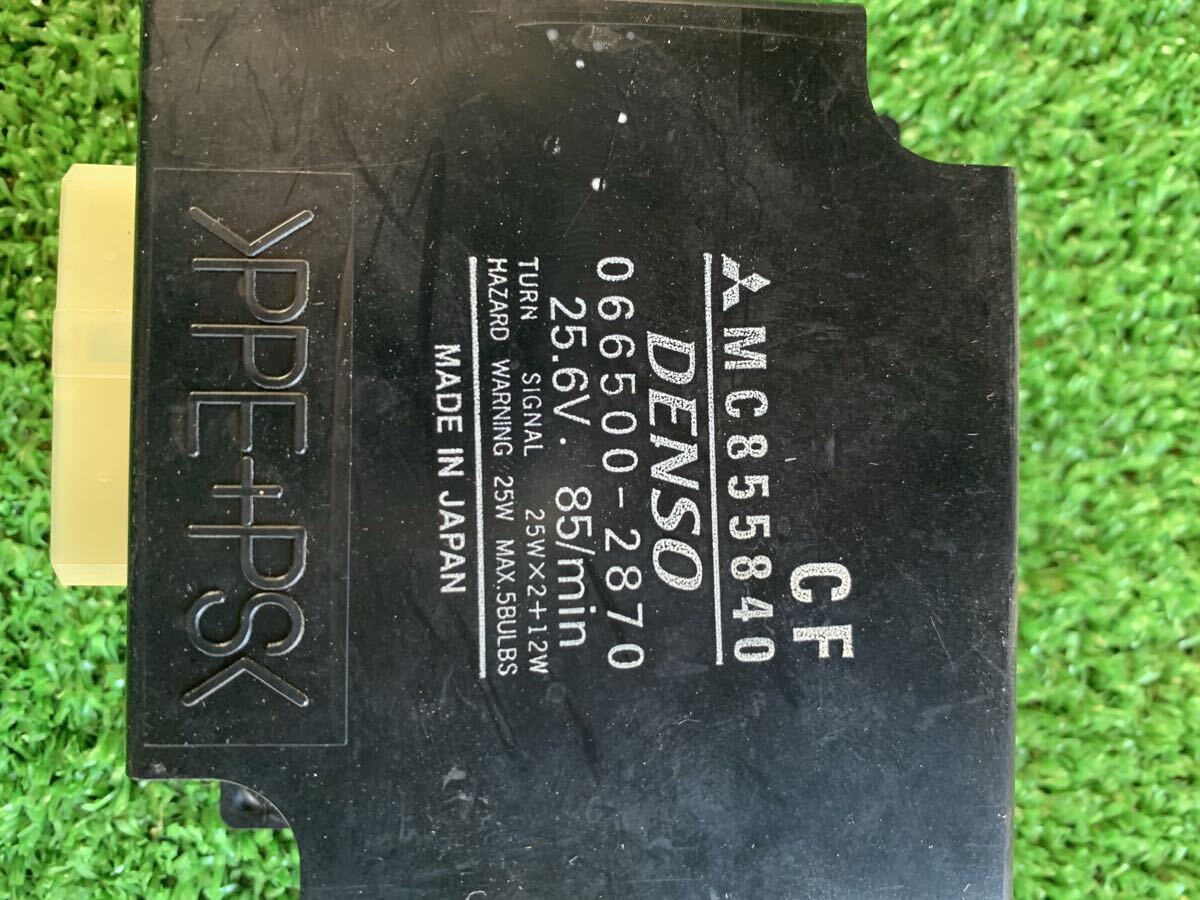 CF
MC855840
DENSO
066500-2870
25.6V. 85/min
TURN SIGNAL 25W×2+12W
HAZARD WARNING 25W MAX.5BULBS
MADE IN JAPAN
>PPE+PS<